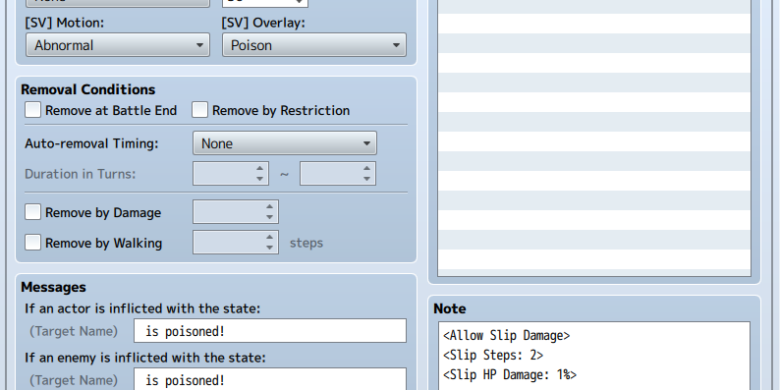 [SV] Motion:
[SV] Overlay:
Abnormal
Poison
Removal Conditions
Remove at Battle End
Remove by Restriction
Auto-removal Timing:
None
Duration in Turns:
~
Remove by Damage
Remove by Walking
steps
Messages
If an actor is inflicted with the state:
(Target Name)
is poisoned!
If an enemy is inflicted with the state:
(Target Name)
is poisoned!
Note
<Allow Slip Damage>
<Slip Steps: 2>
<Slip HP Damage: 1%>